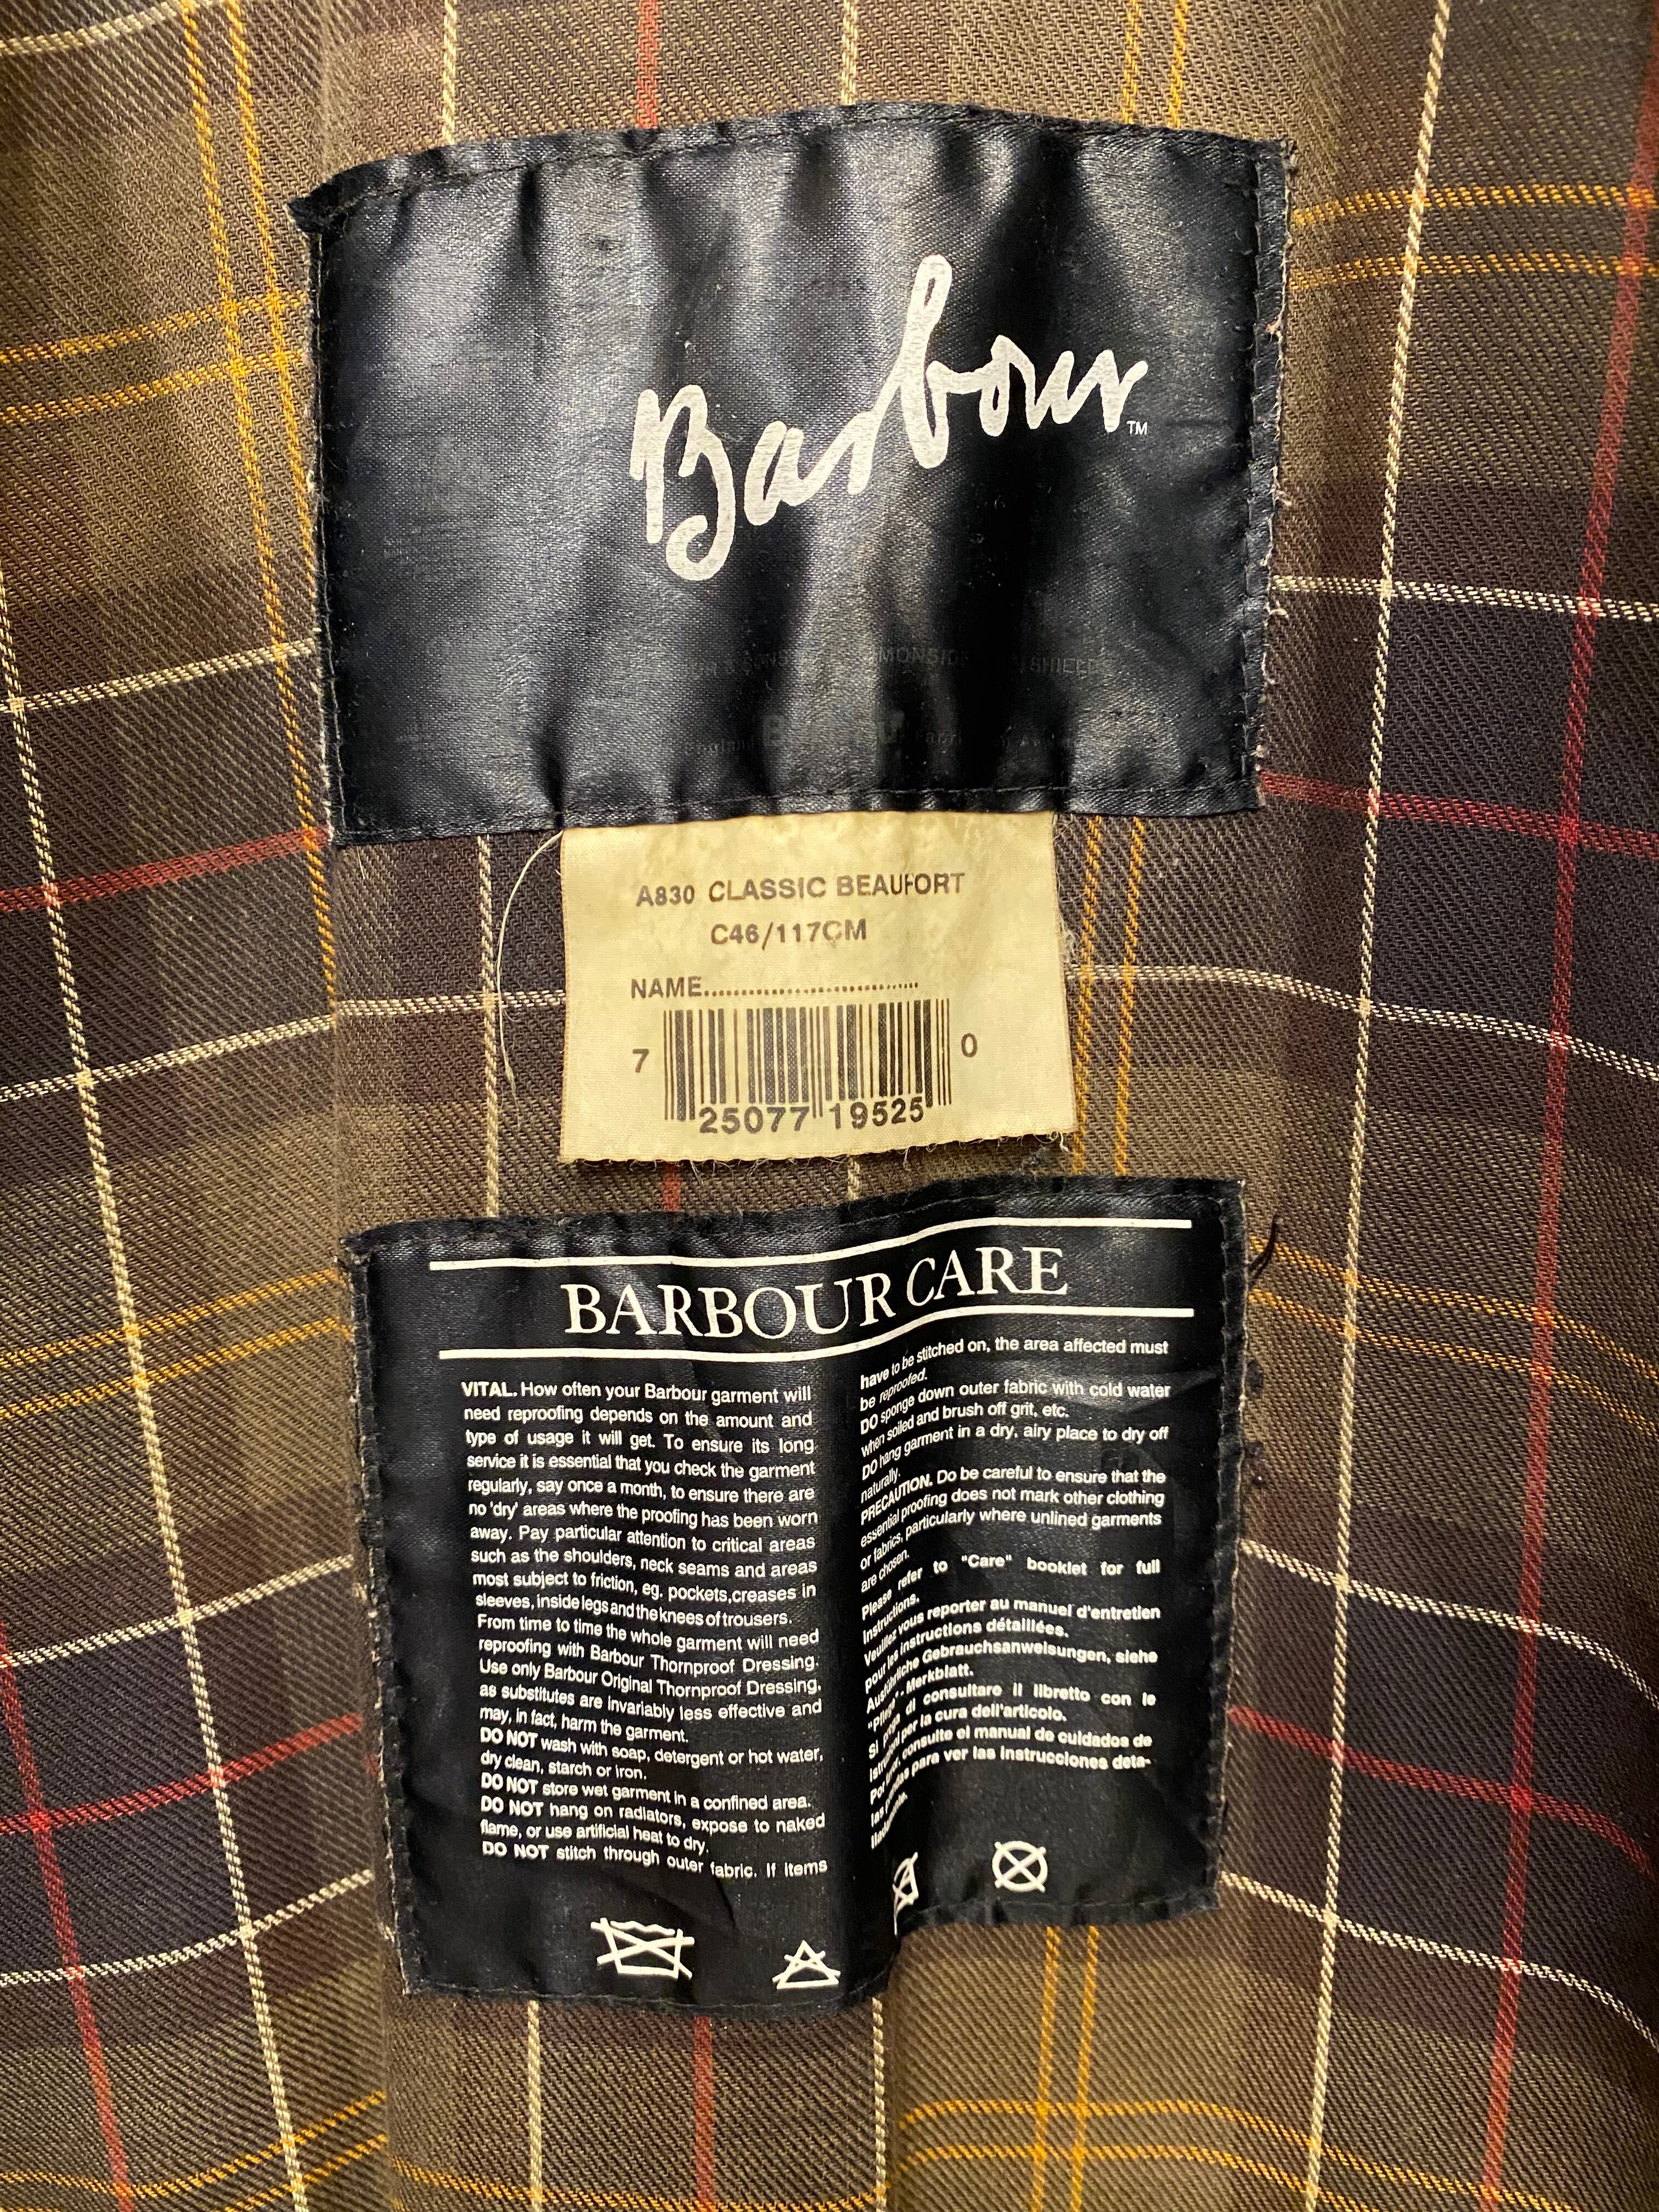 Barbour™
A830 CLASSIC BEAUFORT
C46/117CM
NAME..............................
7 25077 19525 0
BARBOUR CARE
VITAL. How often your Barbour garment will
need reproofing depends on the amount and
type of usage it will get. To ensure its long
service it is essential that you check the garment
regularly, say once a month, to ensure there are
no 'dry' areas where the proofing has been worn
away. Pay particular attention to critical areas
such as the shoulders, neck seams and areas
most subject to friction, eg. pockets,creases in
sleeves, inside legs and the knees of trousers.
From time to time the whole garment will need
reproofing with Barbour Thornproof Dressing.
Use only Barbour Original Thornproof Dressing,
as substitutes are invariably less effective and
may, in fact, harm the garment.
DO NOT wash with soap, detergent or hot water,
dry clean, starch or iron.
DO NOT store wet garment in a confined area.
DO NOT hang on radiators, expose to naked
flame, or use artificial heat to dry.
DO NOT stitch through outer fabric. If items
have to be stitched on, the area affected must
be reproofed.
DO sponge down outer fabric with cold water
when soiled and brush off grit, etc.
DO hang garment in a dry, airy place to dry off
naturally.
PRECAUTION. Do be careful to ensure that the
essential proofing does not mark other clothing
or fabrics, particularly where unlined garments
are chosen.
Please refer to "Care" booklet for full
Instructions.
Veuillez vous reporter au manuel d'entretien
pour les instructions détaillées.
Ausführliche Gebrauchsanweisungen, siehe
"Pflege"- Merkblatt.
Si prega di consultare il libretto con le
istruzioni per la cura dell'articolo.
Por favor, consulte el manual de cuidados de
las prendas para ver las instrucciones deta-
lladamente.